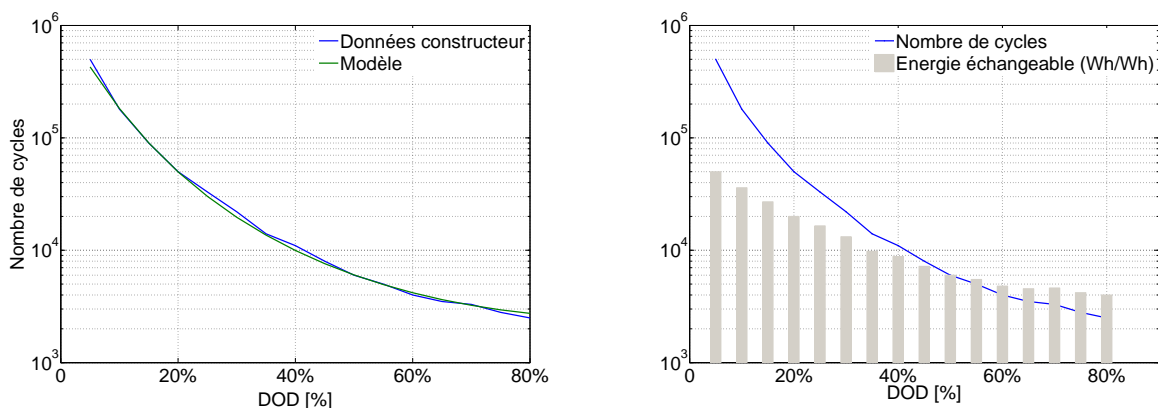 10^6
10^5
10^4
10^3
0
20%
40%
60%
80%
Nombre de cycles
DOD [%]
Données constructeur
Modèle
10^6
10^5
10^4
10^3
0
20%
40%
60%
80%
DOD [%]
Nombre de cycles
Energie échangeable (Wh/Wh)